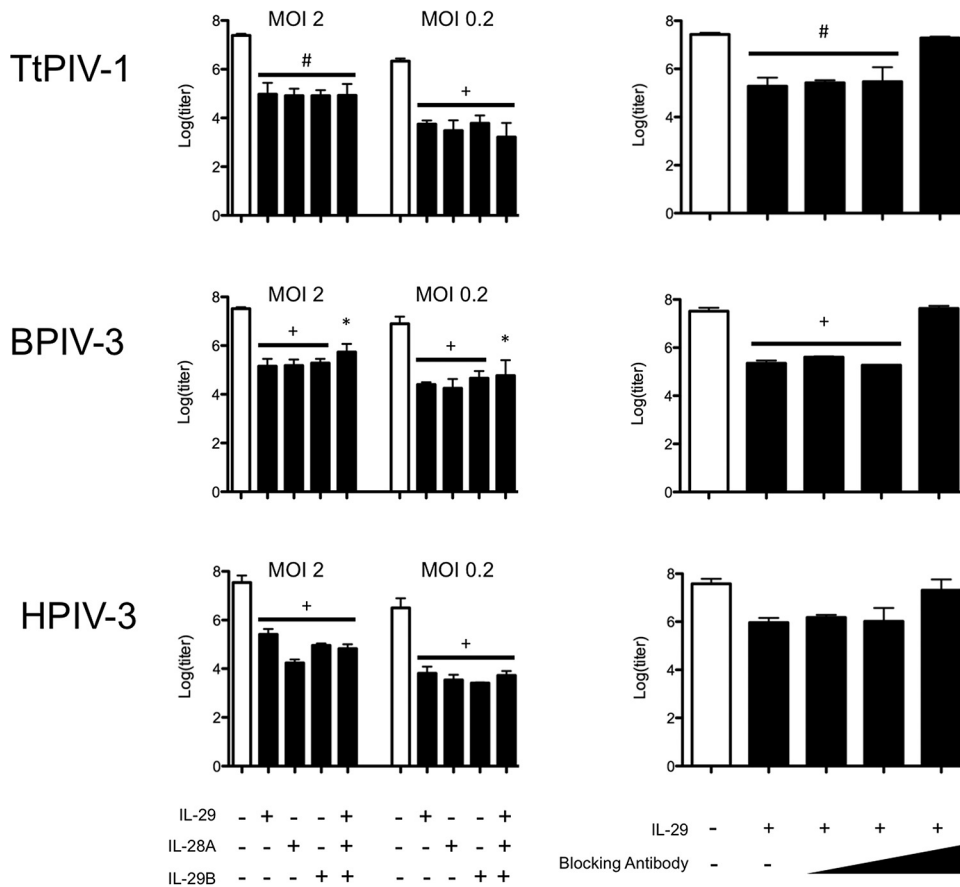 TtPIV-1
MOI 2
MOI 0.2
Log(titer)
8
6
4
2
0
#
+
Log(titer)
8
6
4
2
0
#
BPIV-3
MOI 2
MOI 0.2
Log(titer)
8
6
4
2
0
+
*
+
*
Log(titer)
8
6
4
2
0
+
HPIV-3
MOI 2
MOI 0.2
Log(titer)
8
6
4
2
0
+
+
Log(titer)
8
6
4
2
0
IL-29 - + - - + - + - - +
IL-28A - - + - + - - + - +
IL-29B - - - + + - - - + +
IL-29 - + + + +
Blocking Antibody - -